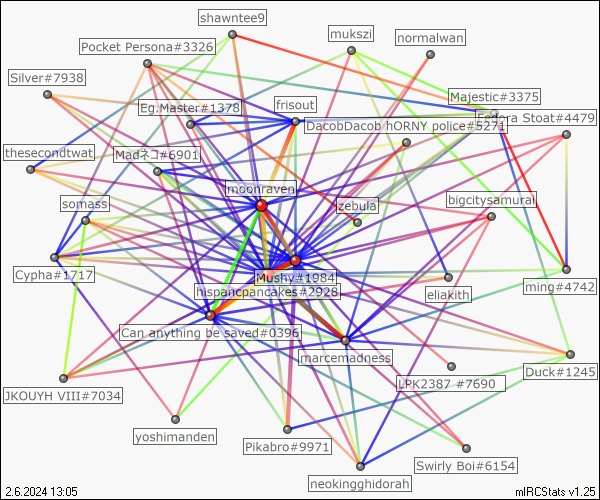 shawntee9
mukszi
normalwan
Pocket Persona#3326
Silver#7938
Majestic#3375
Eg.Master#1378
frisout
Fedora Stoat#4479
DacobDacob hORNY police#5271
thesecondtwat
Madネコ#6901
moonraven
bigcitysamurai
somass
zebula
Cypha#1717
Mushy#1984
hispancpancakes#2928
eliakith
ming#4742
Can anything be saved#0396
marcemadness
Duck#1245
LPK2387 #7690
JKOUYH VIII#7034
yoshimanden
Pikabro#9971
Swirly Boi#6154
neokingghidorah
2.6.2024 13:05
mIRCStats v1.25